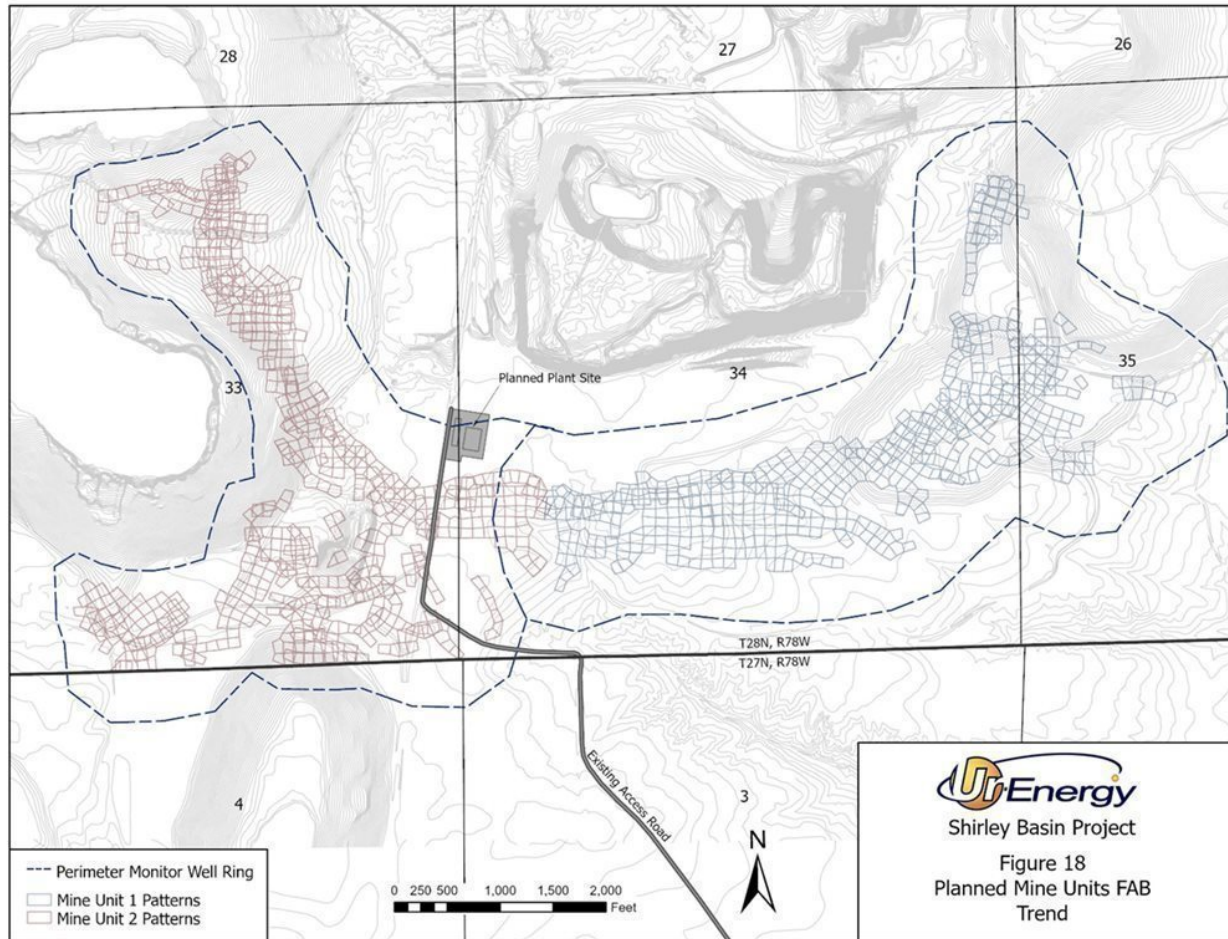 28
27
26
33
34
35
Planned Plant Site
T28N, R78W
T27N, R78W
4
3
Existing Access Road
N
0 250 500 1,000 1,500 2,000
Feet
Perimeter Monitor Well Ring
Mine Unit 1 Patterns
Mine Unit 2 Patterns
Ur-Energy
Shirley Basin Project
Figure 18
Planned Mine Units FAB
Trend